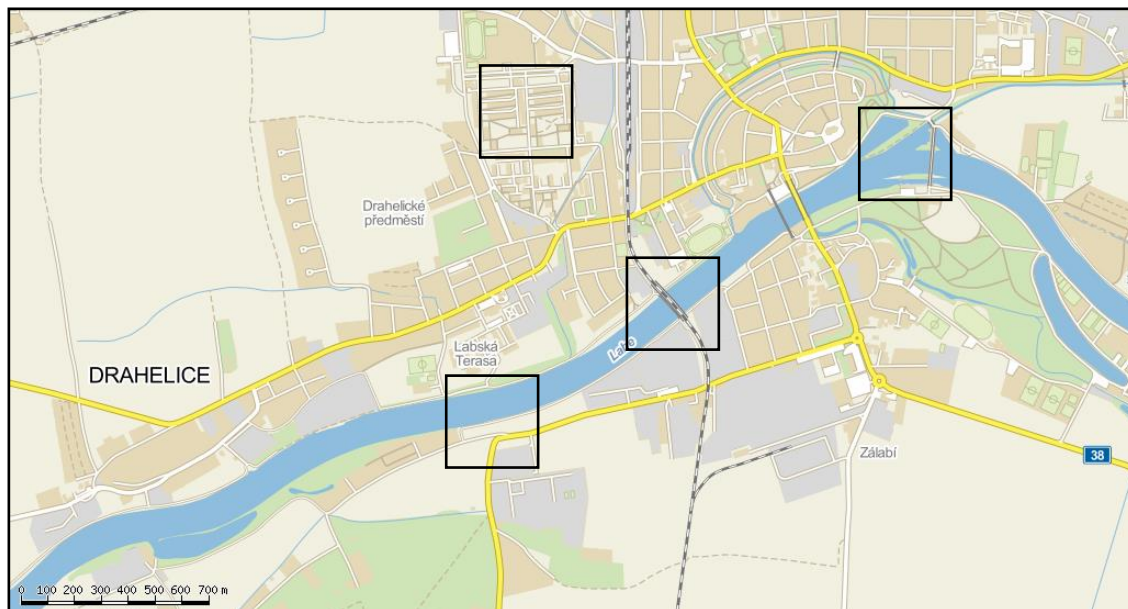 Drahelické
předměstí
Labská
Terasa
Labe
DRAHELICE
Zálabí
38
0 100 200 300 400 500 600 700 m